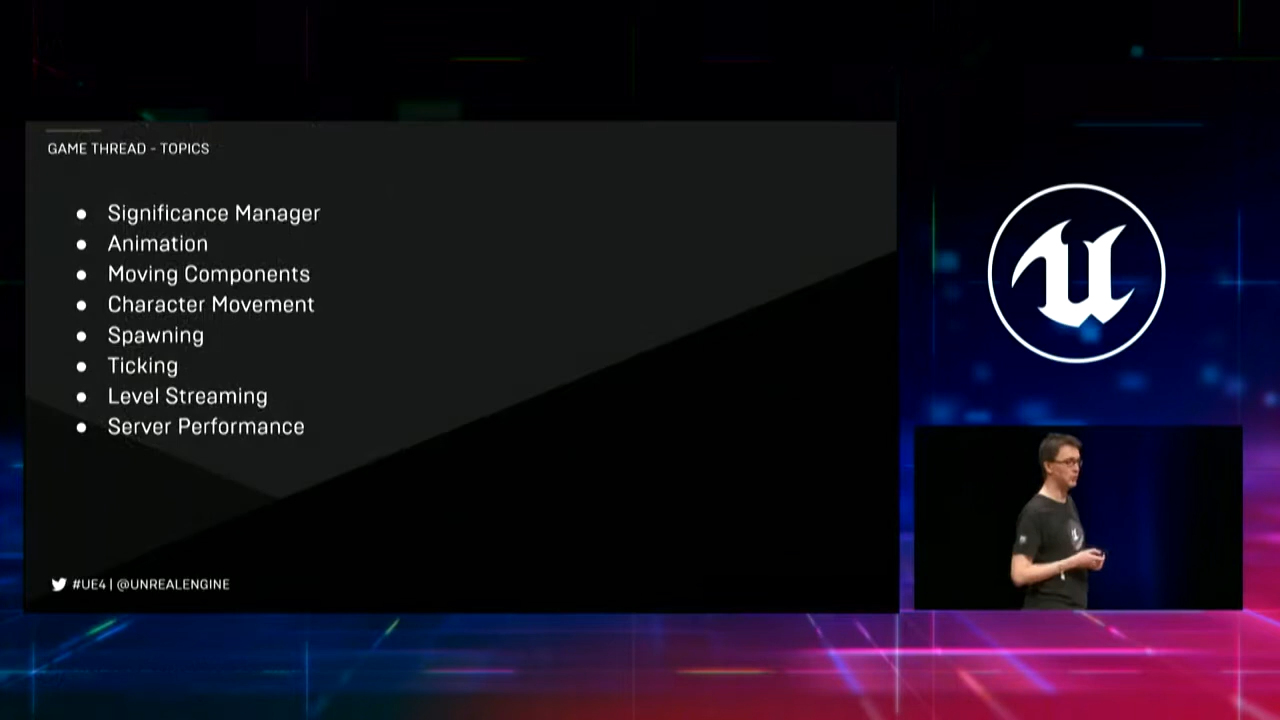 GAME THREAD - TOPICS
● Significance Manager
● Animation
● Moving Components
● Character Movement
● Spawning
● Ticking
● Level Streaming
● Server Performance
#UE4 | @UNREALENGINE